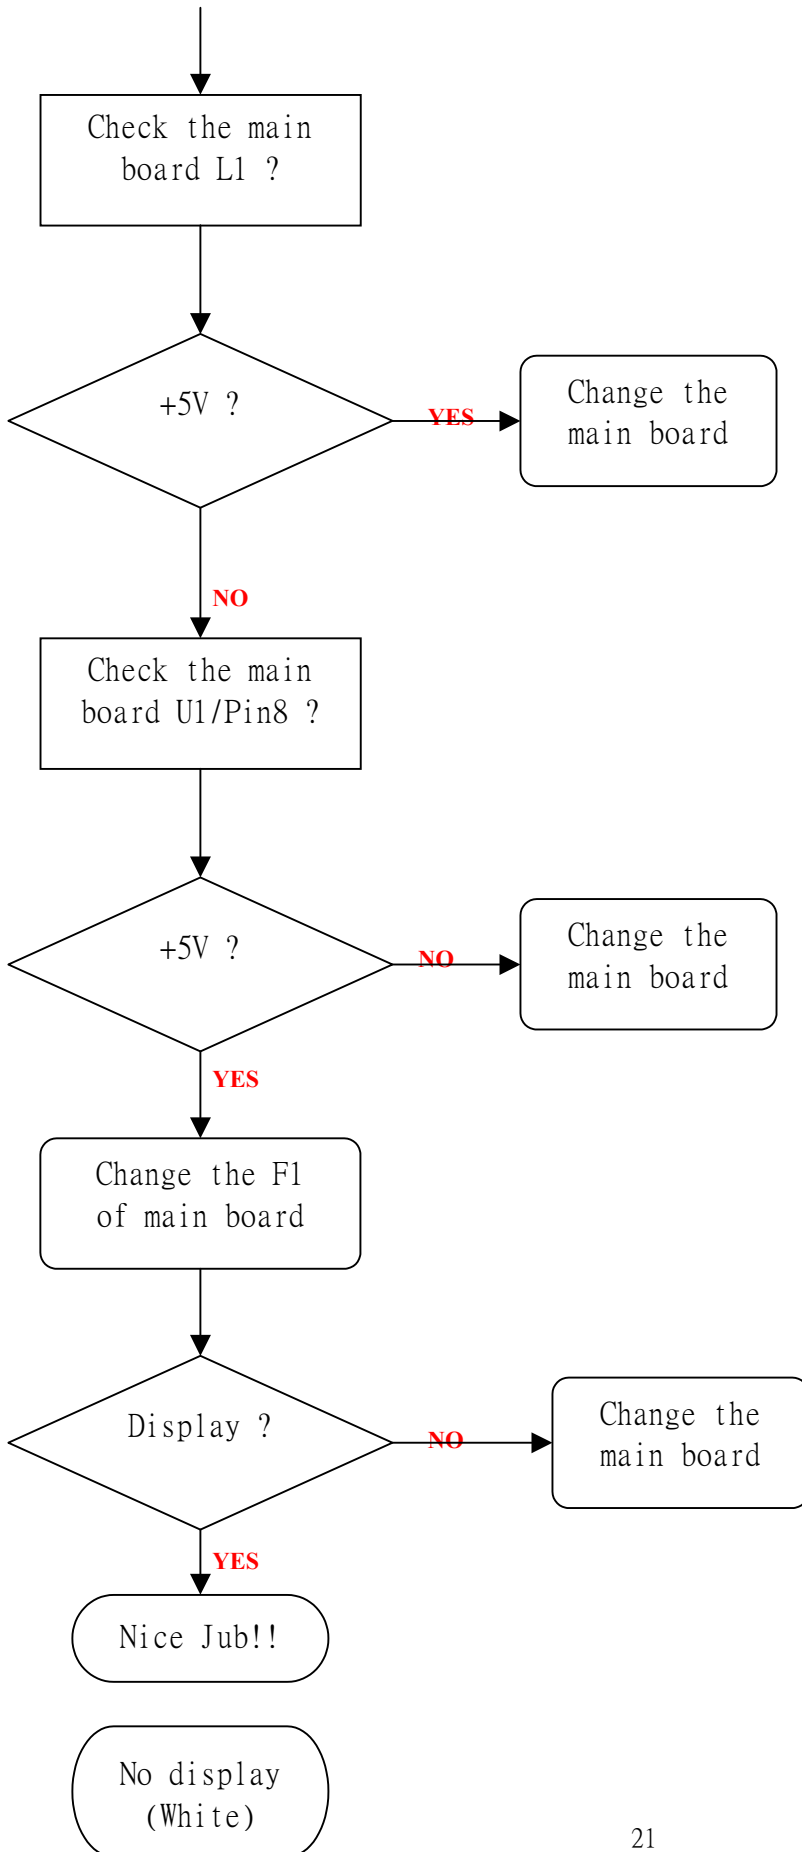 Check the main
board L1 ?
+5V ?
YES
Change the
main board
NO
Check the main
board U1/Pin8 ?
+5V ?
NO
Change the
main board
YES
Change the F1
of main board
Display ?
NO
Change the
main board
YES
Nice Jub!!
No display
(White)
21